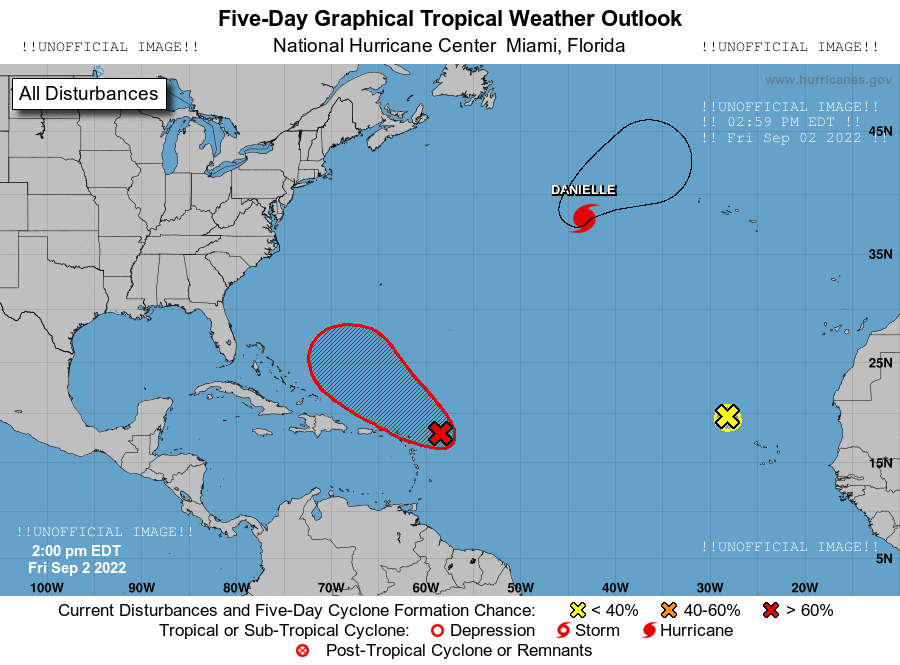 Five-Day Graphical Tropical Weather Outlook
!!UNOFFICIAL IMAGE!!
National Hurricane Center  Miami, Florida
!!UNOFFICIAL IMAGE!!
All Disturbances
www.hurricanes.gov
!!UNOFFICIAL IMAGE!!
!! 02:59 PM EDT !!
!! Fri Sep 02 2022 !!
45N
DANIELLE
35N
25N
15N
!!UNOFFICIAL IMAGE!!
2:00 pm EDT
Fri Sep 2 2022
!!UNOFFICIAL IMAGE!!
5N
100W 90W 80W 70W 60W 50W 40W 30W 20W
Current Disturbances and Five-Day Cyclone Formation Chance: < 40% 40-60% > 60%
Tropical or Sub-Tropical Cyclone: Depression Storm Hurricane
Post-Tropical Cyclone or Remnants